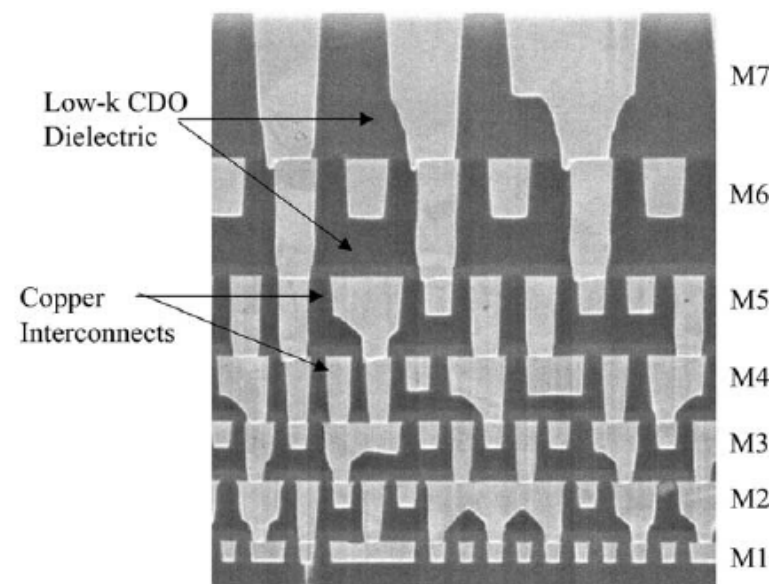 Low-k CDO
Dielectric
Copper
Interconnects
M7
M6
M5
M4
M3
M2
M1